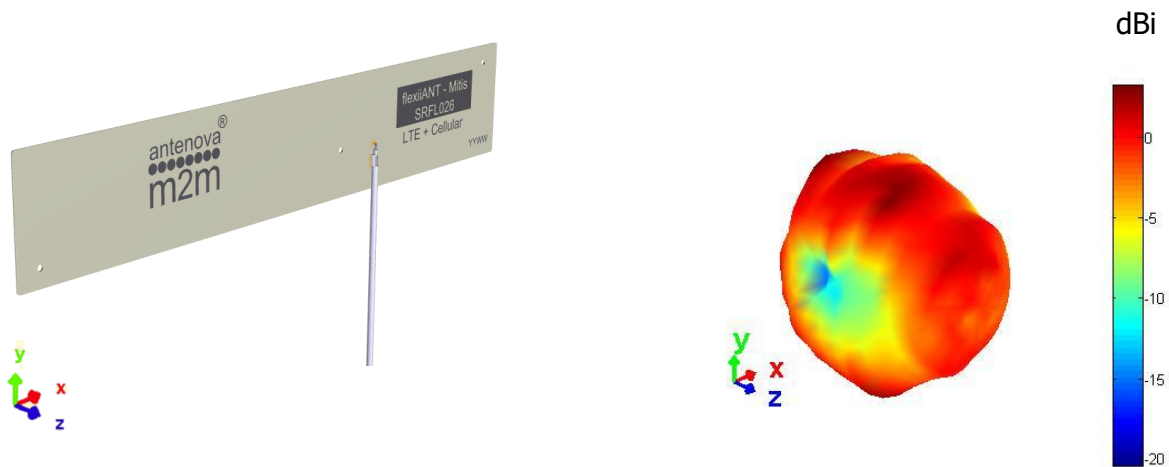 dBi
antenova®
m2m
flexiiANT - Mitis
SRFL026
LTE + Cellular
YYWW
y
x
z
y
x
z
0
-5
-10
-15
-20